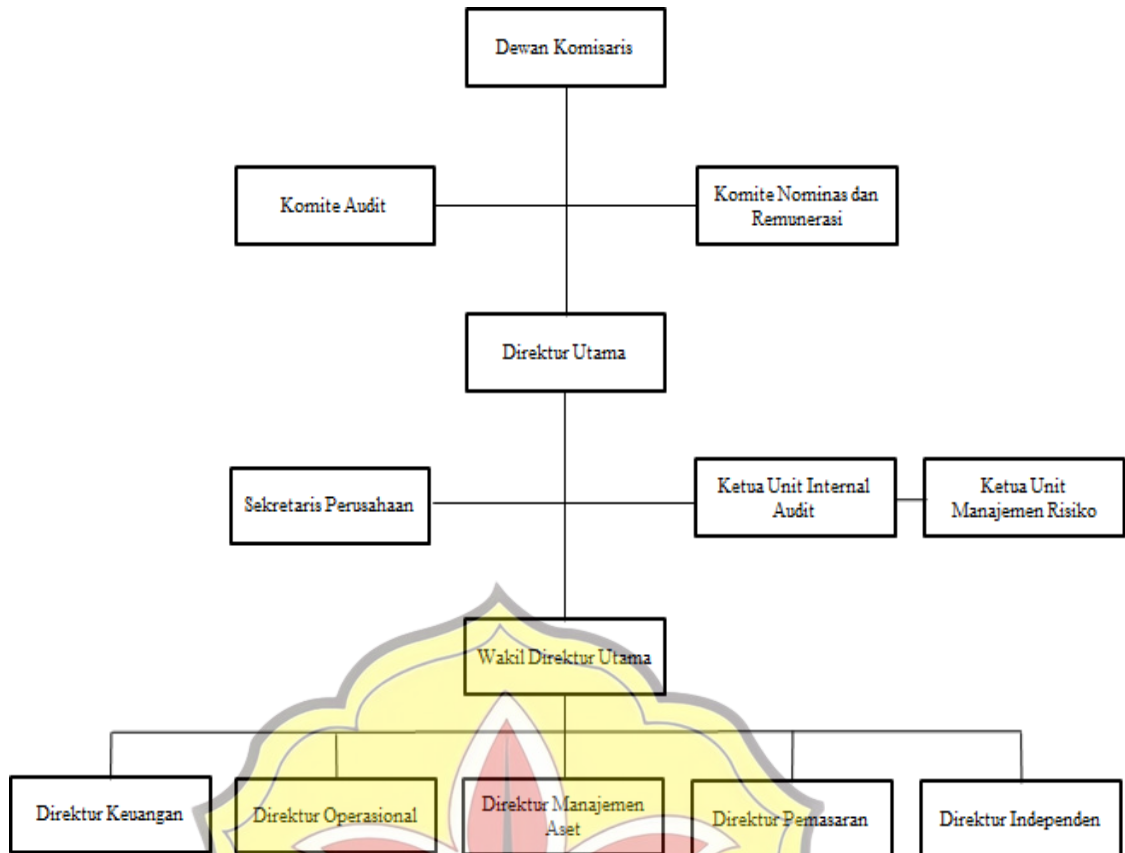 Dewan Komisaris
Komite Audit
Komite Nominas dan
Remunerasi
Direktur Utama
Sekretaris Perusahaan
Ketua Unit Internal
Audit
Ketua Unit
Manajemen Risiko
Wakil Direktur Utama
Direktur Keuangan
Direktur Operasional
Direktur Manajemen
Aset
Direktur Pemasaran
Direktur Independen